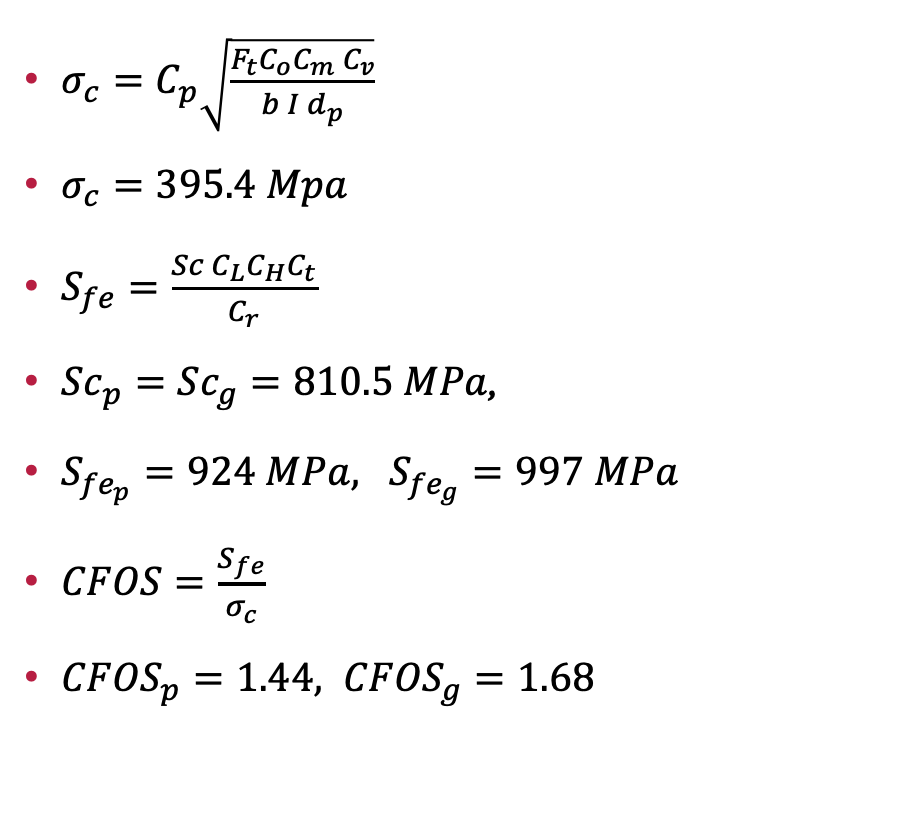 • σ_c = C_p √(F_t C_o C_m C_v / b I d_p)
• σ_c = 395.4 Mpa
• S_fe = Sc C_L C_H C_t / C_r
• Sc_p = Sc_g = 810.5 MPa,
• S_fe_p = 924 MPa, S_fe_g = 997 MPa
• CFOS = S_fe / σ_c
• CFOS_p = 1.44, CFOS_g = 1.68